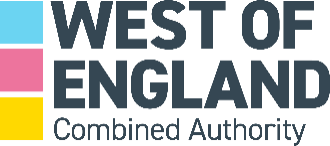 WEST OF
ENGLAND
Combined Authority